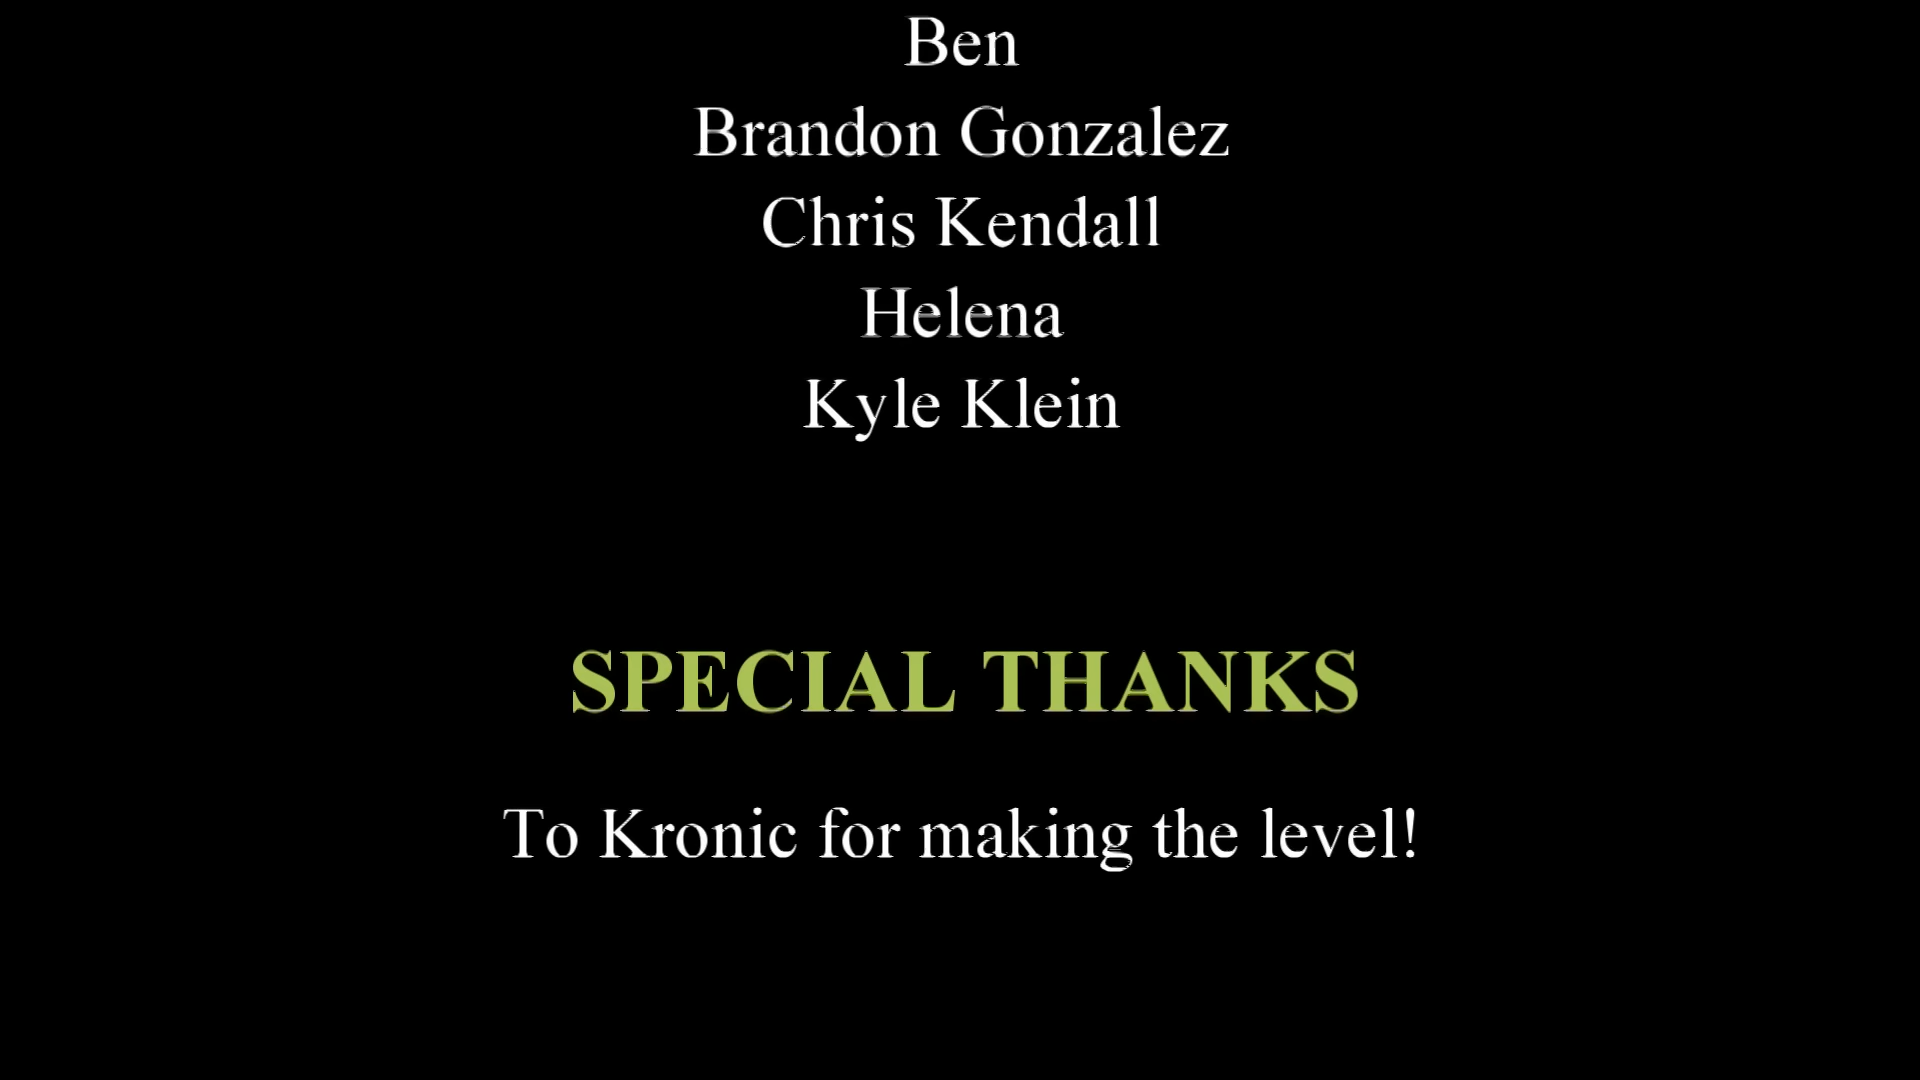 Ben
Brandon Gonzalez
Chris Kendall
Helena
Kyle Klein
SPECIAL THANKS
To Kronic for making the level!